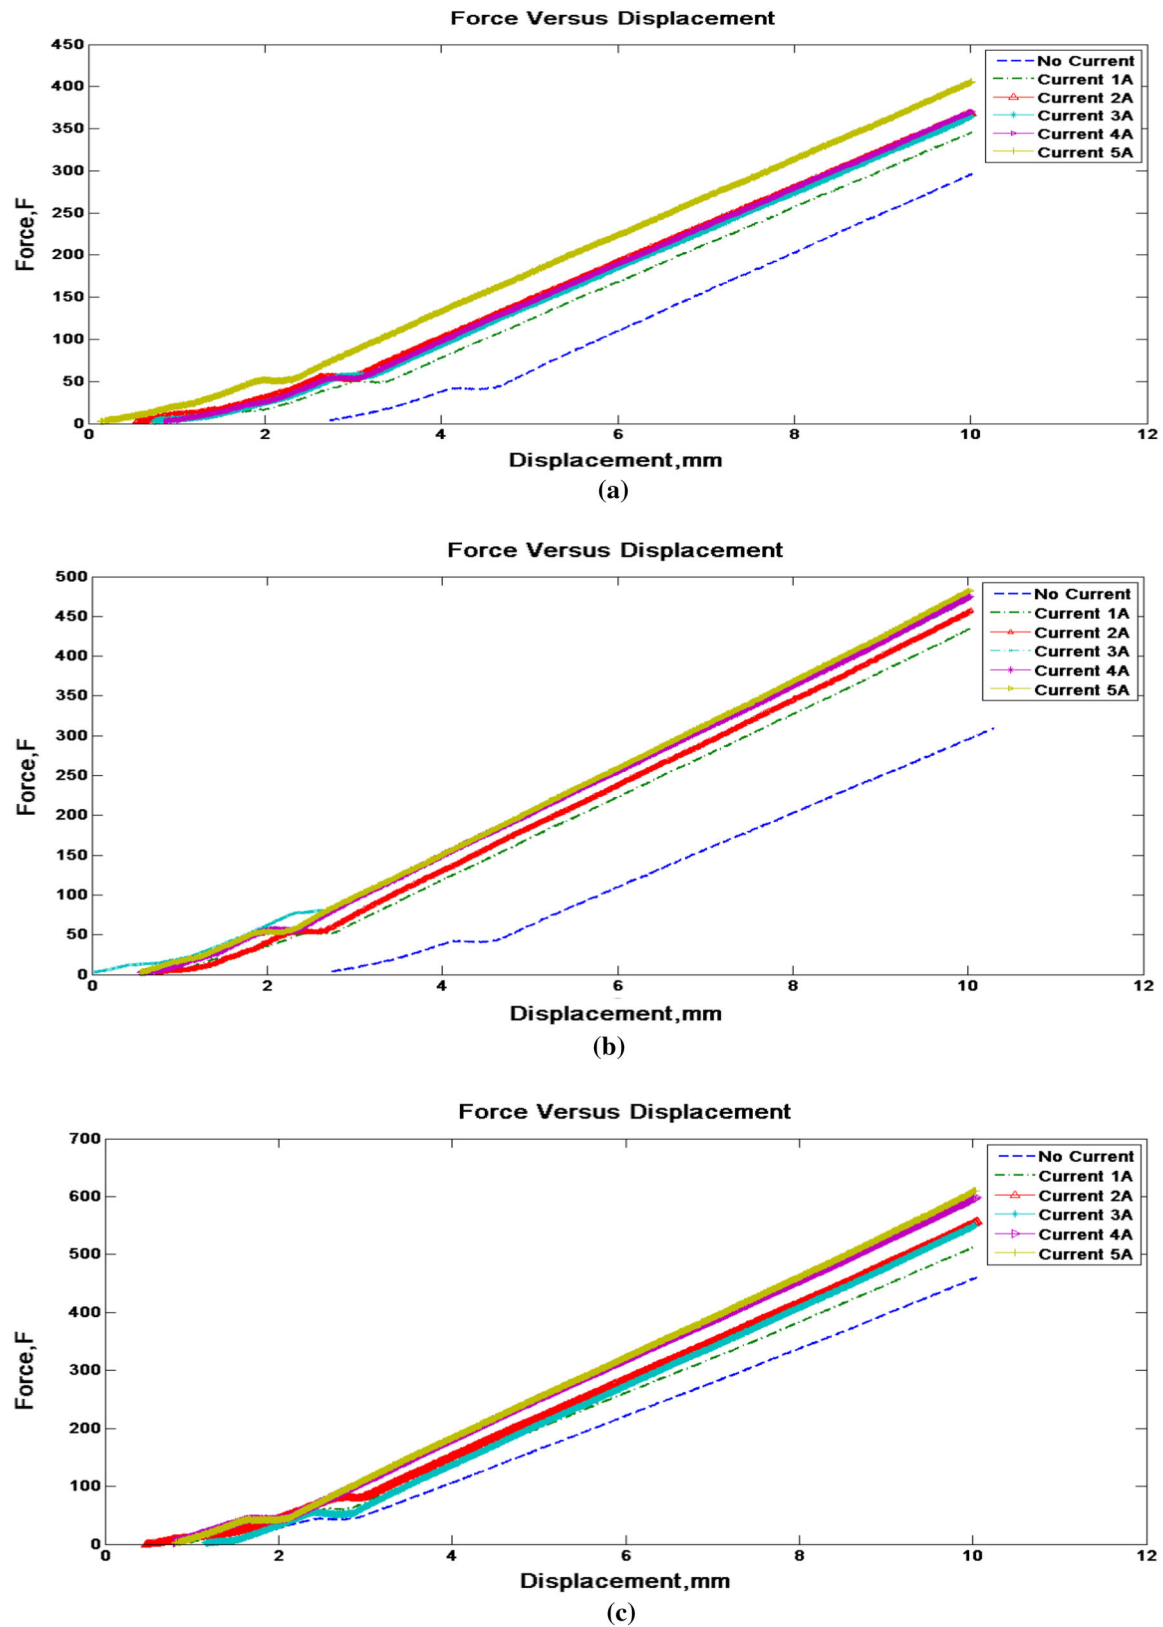 Force Versus Displacement
450
400
350
300
250
200
150
100
50
0
Force,F
No Current
Current 1A
Current 2A
Current 3A
Current 4A
Current 5A
0 2 4 6 8 10 12
Displacement,mm
(a)
Force Versus Displacement
500
450
400
350
300
250
200
150
100
50
0
Force,F
No Current
Current 1A
Current 2A
Current 3A
Current 4A
Current 5A
0 2 4 6 8 10 12
Displacement,mm
(b)
Force Versus Displacement
700
600
500
400
300
200
100
0
Force,F
No Current
Current 1A
Current 2A
Current 3A
Current 4A
Current 5A
0 2 4 6 8 10 12
Displacement,mm
(c)